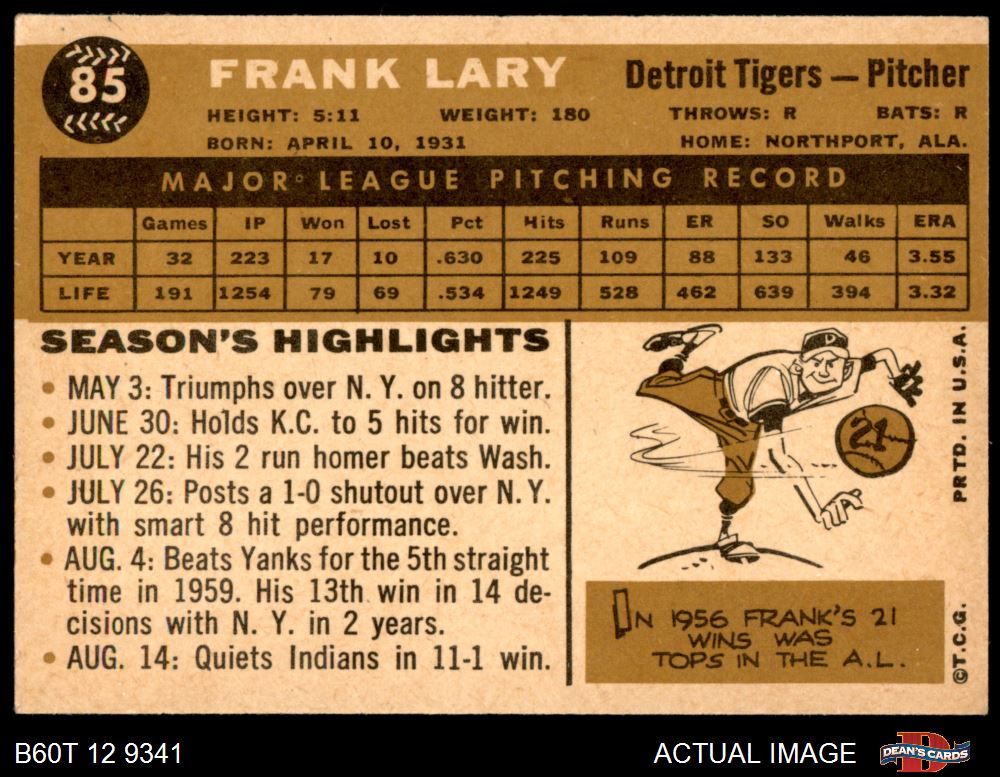 85
FRANK LARY
Detroit Tigers — Pitcher
HEIGHT: 5:11 WEIGHT: 180 THROWS: R BATS: R
BORN: APRIL 10, 1931 HOME: NORTHPORT, ALA.
MAJOR LEAGUE PITCHING RECORD
Games IP Won Lost Pct Hits Runs ER SO Walks ERA
YEAR 32 223 17 10 .630 225 109 88 133 46 3.55
LIFE 191 1254 79 69 .534 1249 528 462 639 394 3.32
SEASON'S HIGHLIGHTS
• MAY 3: Triumphs over N. Y. on 8 hitter.
• JUNE 30: Holds K.C. to 5 hits for win.
• JULY 22: His 2 run homer beats Wash.
• JULY 26: Posts a 1-0 shutout over N. Y.
with smart 8 hit performance.
• AUG. 4: Beats Yanks for the 5th straight
time in 1959. His 13th win in 14 de-
cisions with N. Y. in 2 years.
• AUG. 14: Quiets Indians in 11-1 win.
D
21
IN 1956 FRANK'S 21
WINS WAS
TOPS IN THE A.L.
PRTD. IN U.S.A.
©T.C.G.
B60T 12 9341
ACTUAL IMAGE
D
DEAN'S CARDS